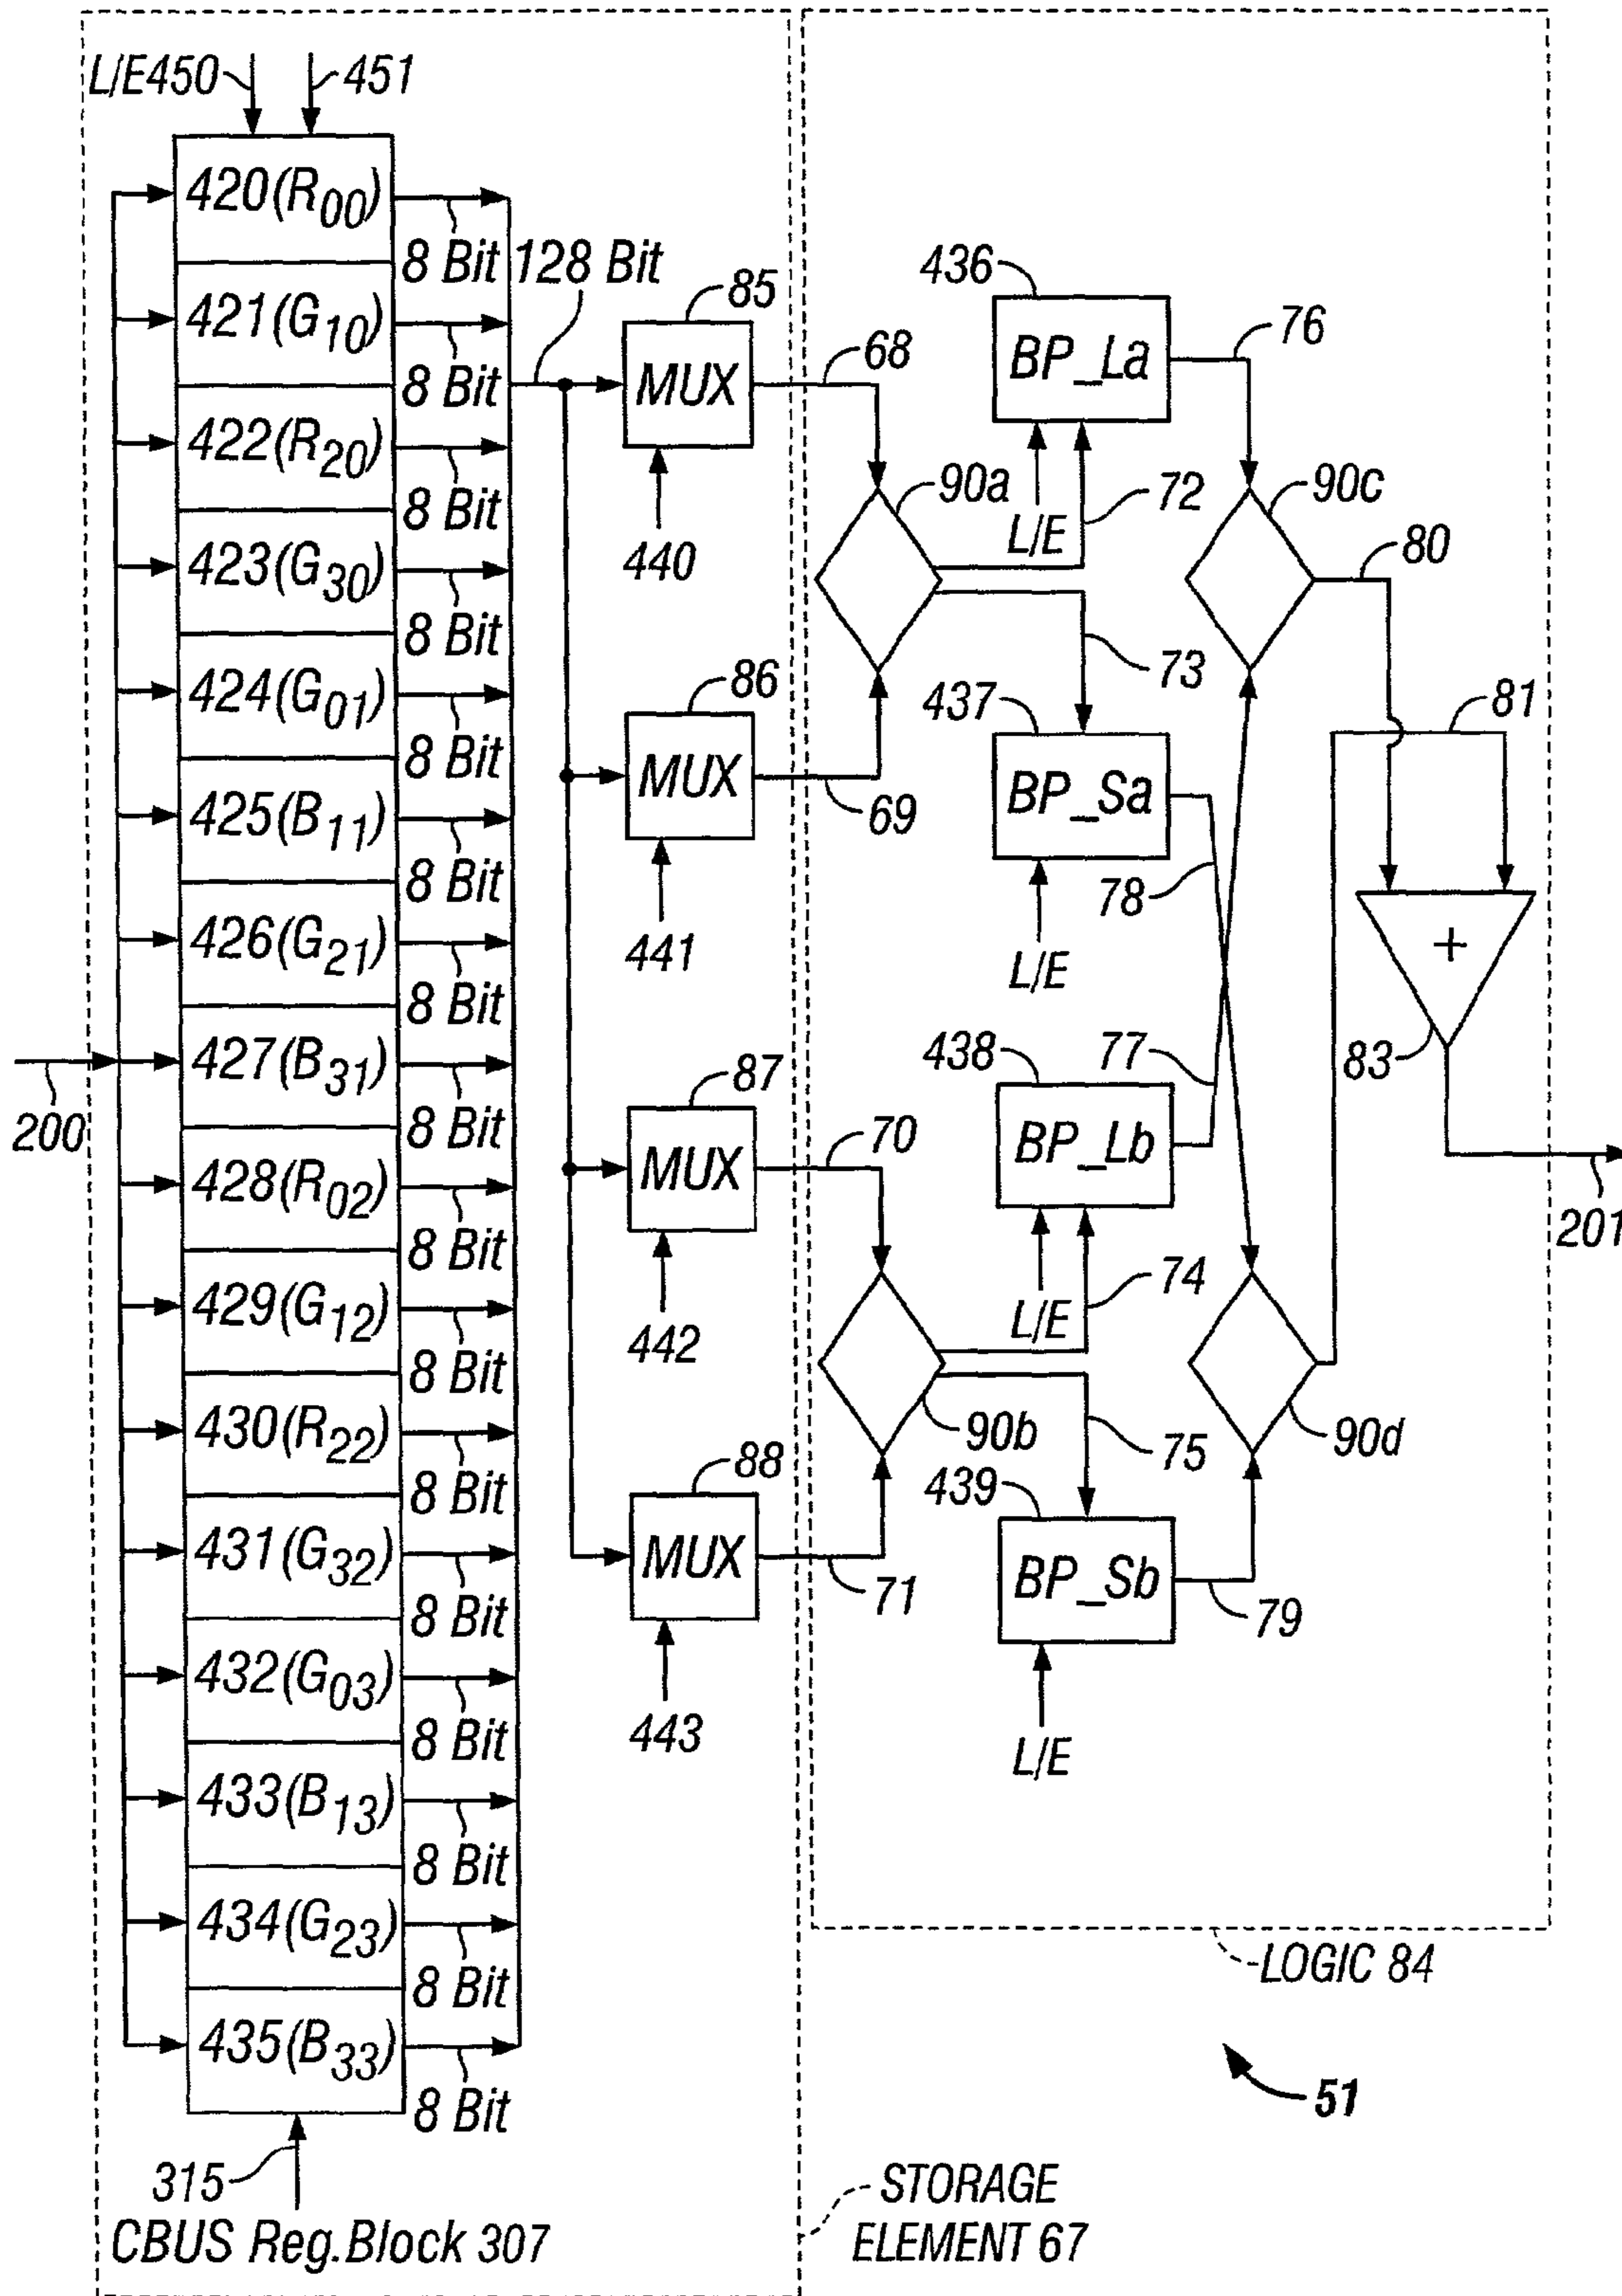 L/E450
451
420(R00)
8 Bit
128 Bit
421(G10)
8 Bit
422(R20)
8 Bit
423(G30)
8 Bit
424(G01)
8 Bit
425(B11)
8 Bit
426(G21)
8 Bit
427(B31)
8 Bit
428(R02)
8 Bit
429(G12)
8 Bit
430(R22)
8 Bit
431(G32)
8 Bit
432(G03)
8 Bit
433(B13)
8 Bit
434(G23)
8 Bit
435(B33)
8 Bit
200
315
CBUS Reg.Block 307
85
MUX
440
86
MUX
441
87
MUX
442
88
MUX
443
68
69
70
71
90a
90b
436
BP_La
L/E
72
73
437
BP_Sa
L/E
438
BP_Lb
L/E
74
75
439
BP_Sb
L/E
76
78
77
79
90c
90d
80
81
+
83
201
LOGIC 84
51
STORAGE
ELEMENT 67